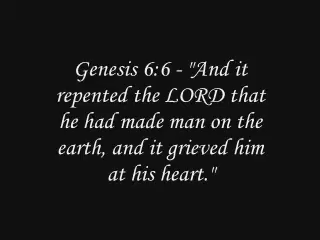 Genesis 6:6 - "And it
repented the LORD that
he had made man on the
earth, and it grieved him
at his heart."